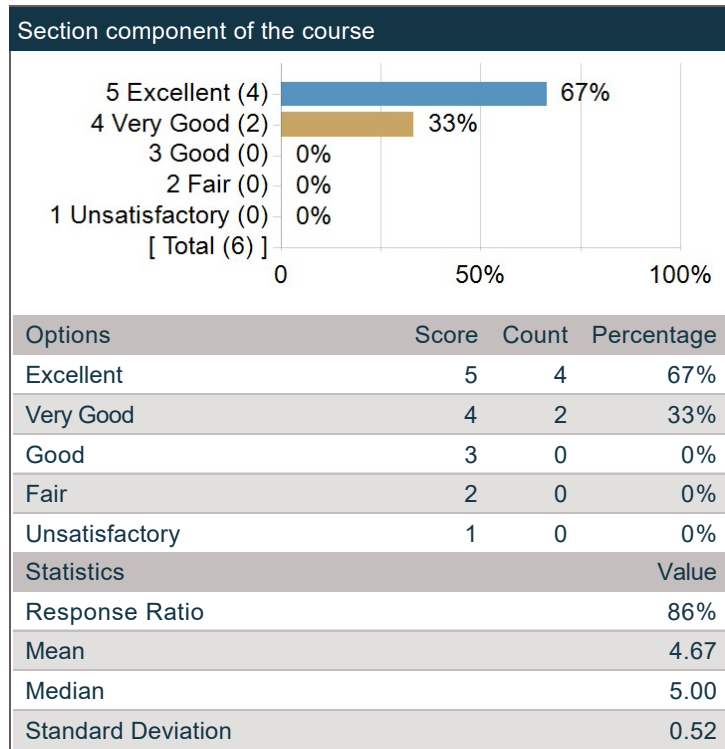 Section component of the course
5 Excellent (4) 67%
4 Very Good (2) 33%
3 Good (0) 0%
2 Fair (0) 0%
1 Unsatisfactory (0) 0%
[ Total (6) ]
0 50% 100%
Options Score Count Percentage
Excellent 5 4 67%
Very Good 4 2 33%
Good 3 0 0%
Fair 2 0 0%
Unsatisfactory 1 0 0%
Statistics Value
Response Ratio 86%
Mean 4.67
Median 5.00
Standard Deviation 0.52